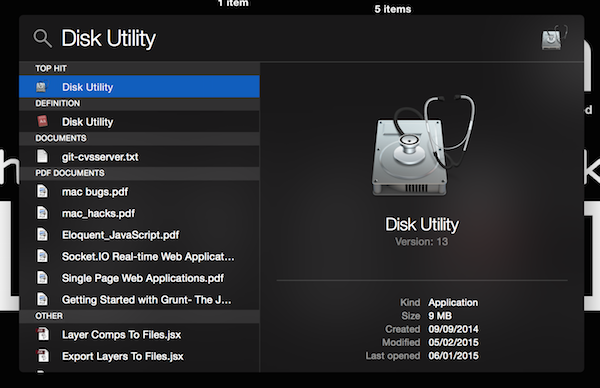 1 item
5 items
Disk Utility
TOP HIT
Disk Utility
DEFINITION
Disk Utility
DOCUMENTS
git-cvsserver.txt
PDF DOCUMENTS
mac bugs.pdf
mac_hacks.pdf
Eloquent_JavaScript.pdf
Socket.IO Real-time Web Applicat...
Single Page Web Applications.pdf
Getting Started with Grunt- The J...
OTHER
Layer Comps To Files.jsx
Export Layers To Files.jsx
Disk Utility
Version: 13
Kind Application
Size 9 MB
Created 09/09/2014
Modified 05/02/2015
Last opened 06/01/2015